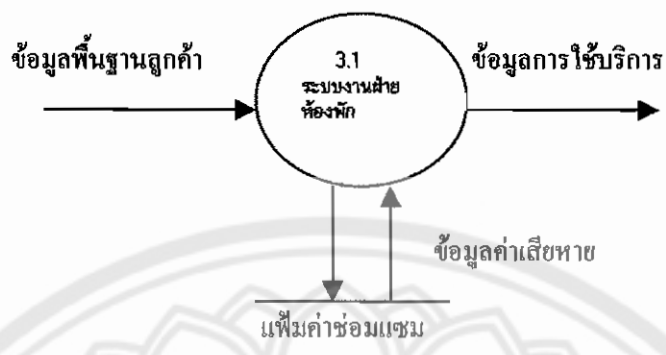 ข้อมูลพื้นฐานลูกค้า
3.1
ระบบงานฝ่าย
ห้องพัก
ข้อมูลการใช้บริการ
ข้อมูลค่าเสียหาย
แฟ้มค่าซ่อมแซม